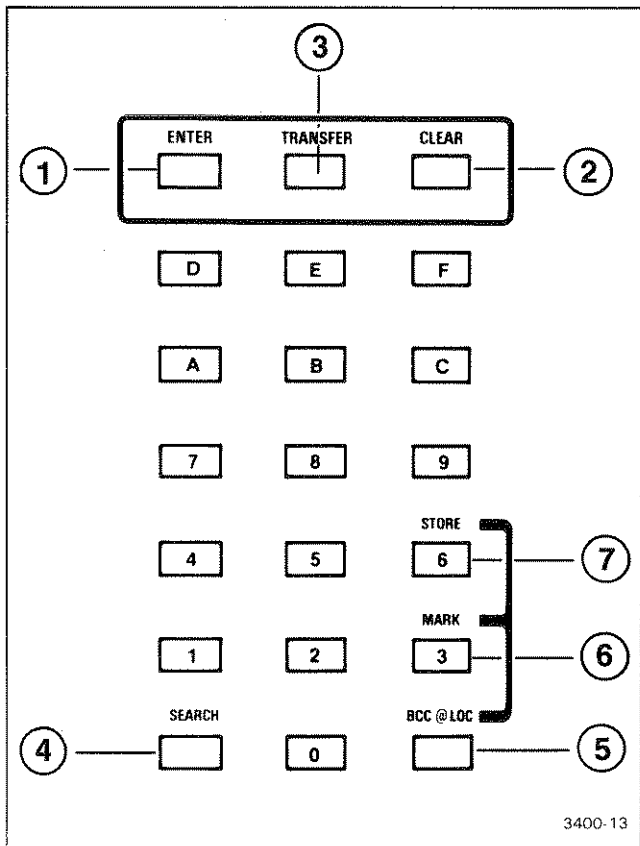 3
ENTER TRANSFER CLEAR
1 2
D E F
A B C
7 8 9
STORE
4 5 6 7
MARK
1 2 3 6
SEARCH BCC @ LOC
4 0 5
3400-13